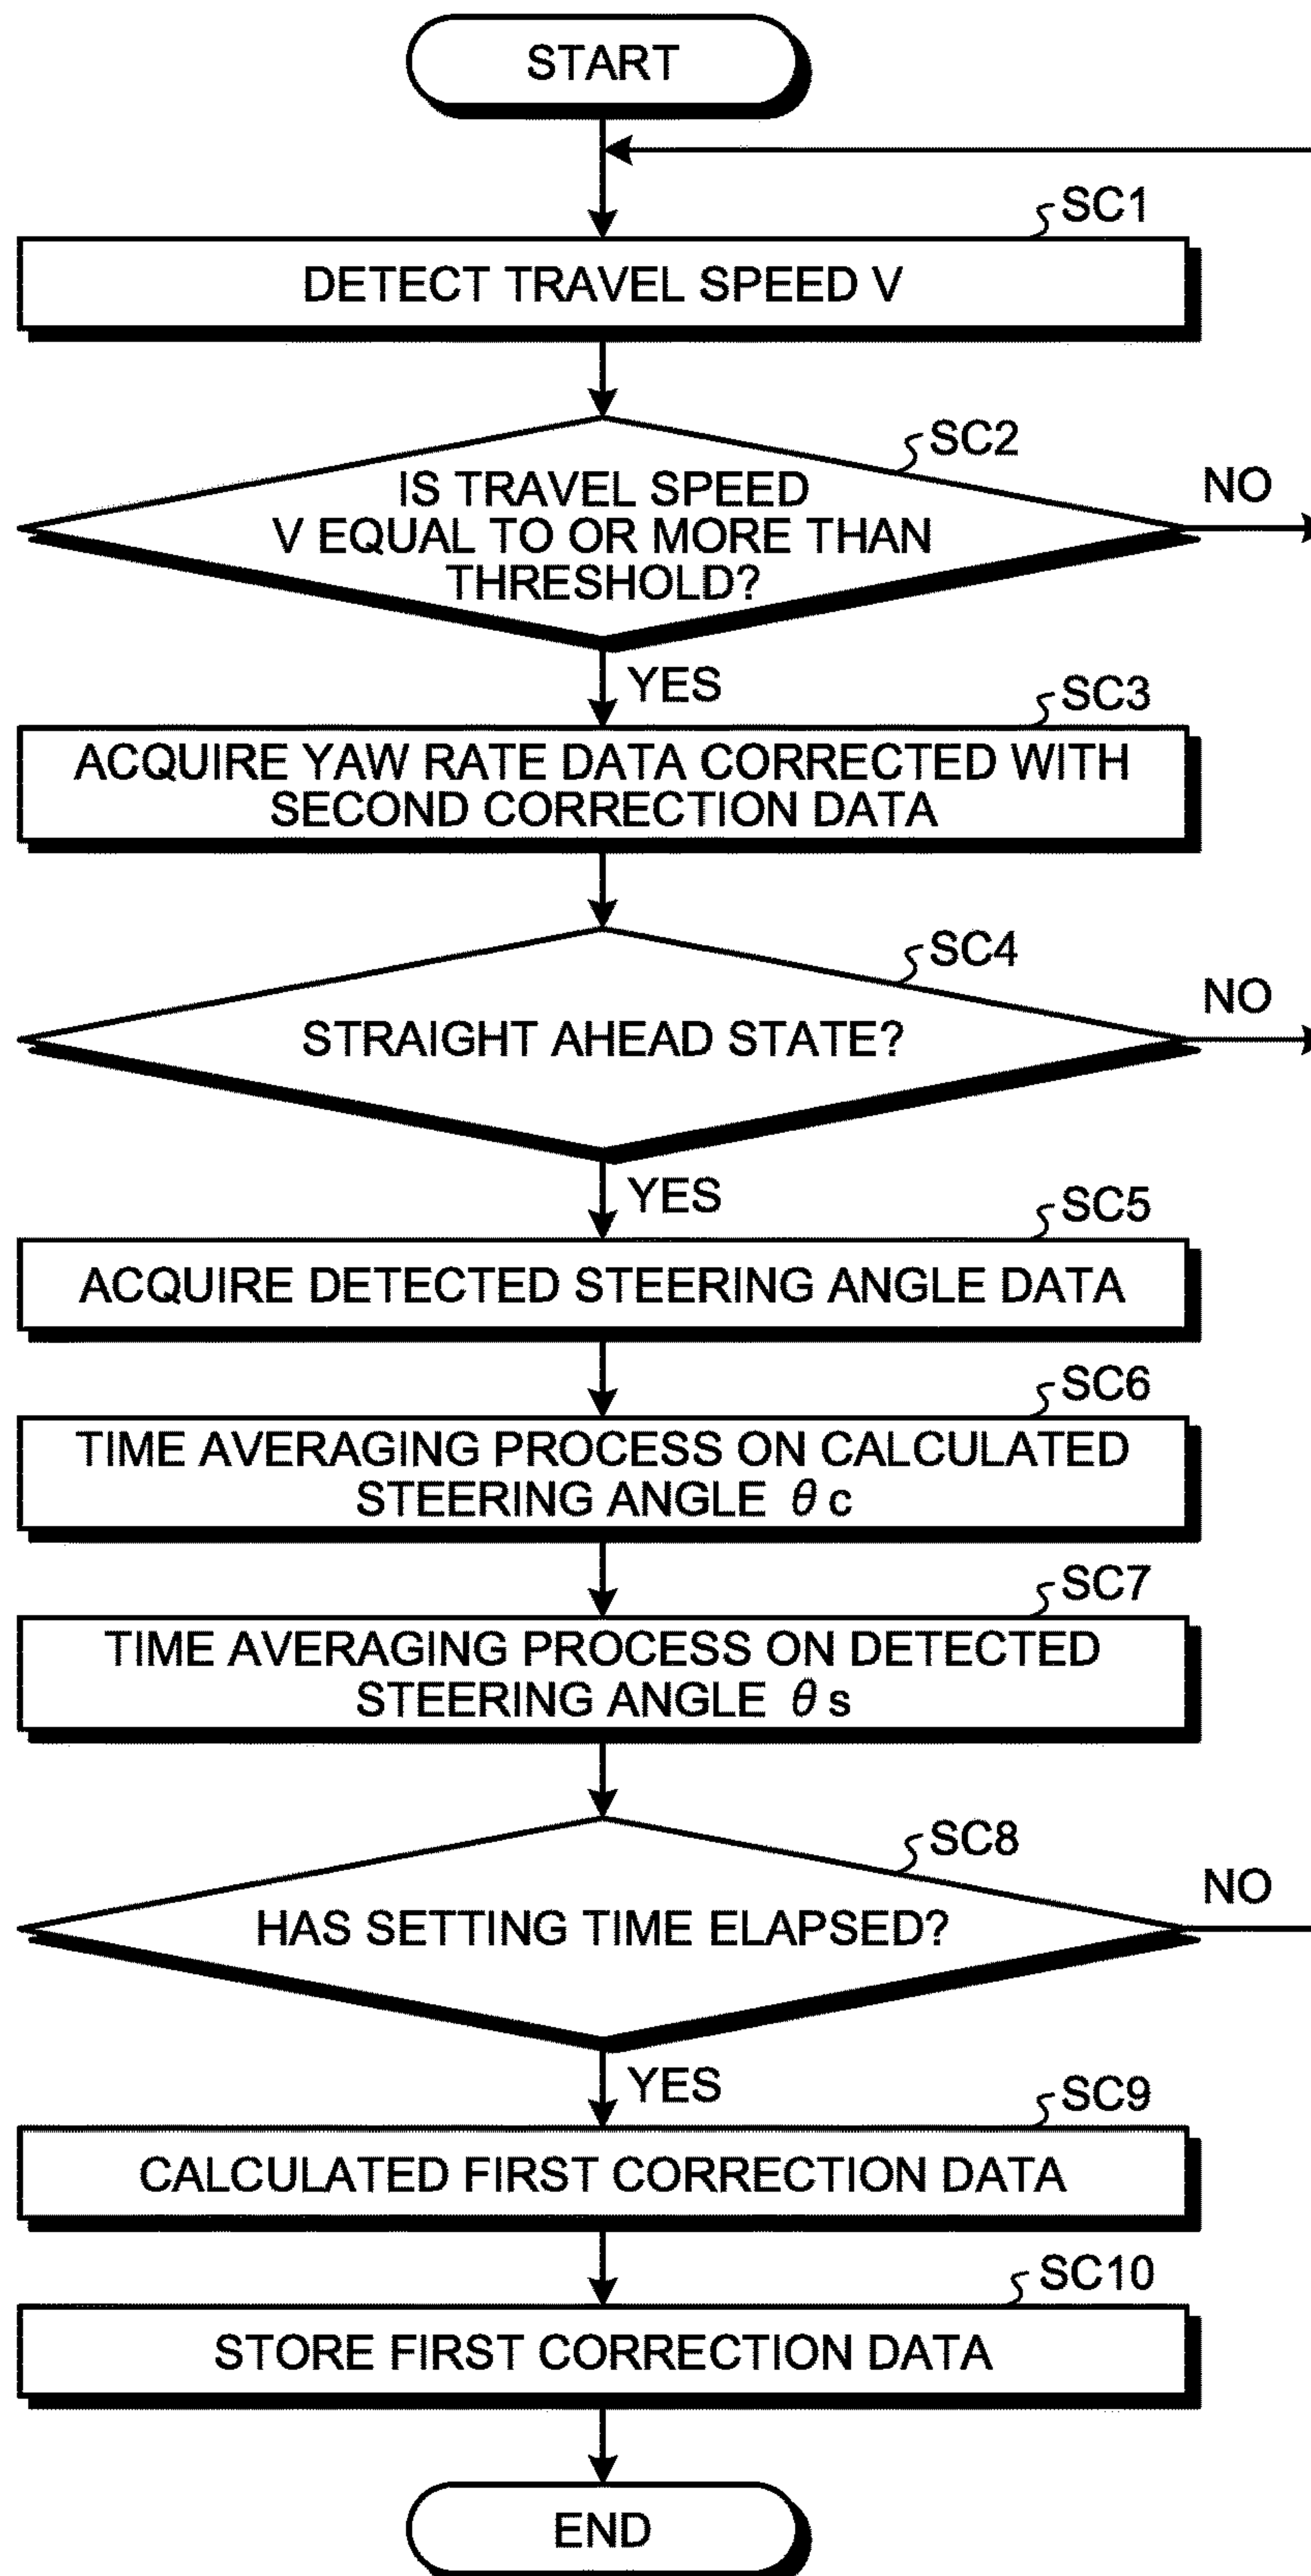 START
SC1
DETECT TRAVEL SPEED V
SC2
IS TRAVEL SPEED
V EQUAL TO OR MORE THAN
THRESHOLD?
NO
YES
SC3
ACQUIRE YAW RATE DATA CORRECTED WITH
SECOND CORRECTION DATA
SC4
STRAIGHT AHEAD STATE?
NO
YES
SC5
ACQUIRE DETECTED STEERING ANGLE DATA
SC6
TIME AVERAGING PROCESS ON CALCULATED
STEERING ANGLE θc
SC7
TIME AVERAGING PROCESS ON DETECTED
STEERING ANGLE θs
SC8
HAS SETTING TIME ELAPSED?
NO
YES
SC9
CALCULATED FIRST CORRECTION DATA
SC10
STORE FIRST CORRECTION DATA
END